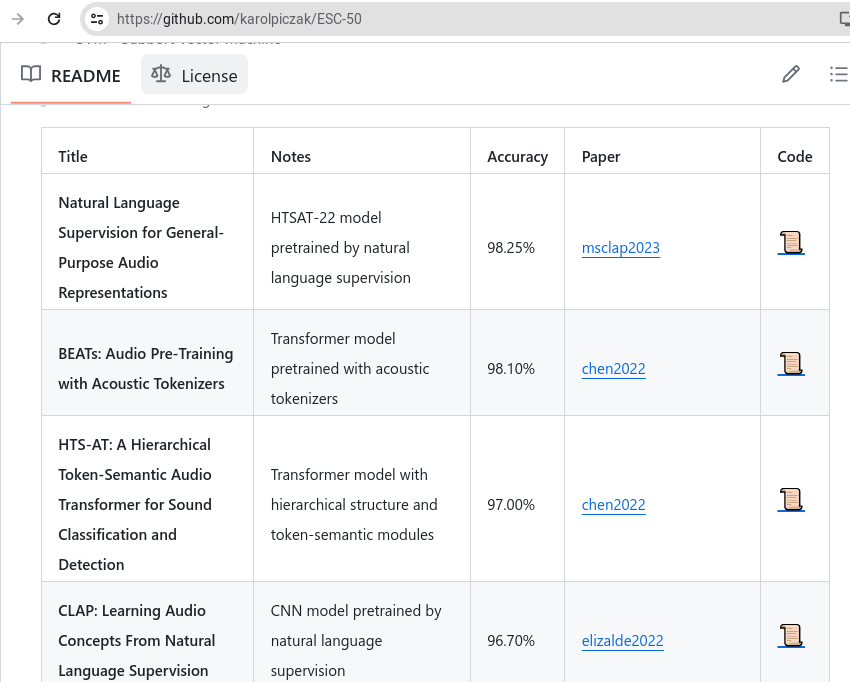 https://github.com/karolpiczak/ESC-50
README
License
Title Notes Accuracy Paper Code
Natural Language
Supervision for General-
Purpose Audio
Representations
HTSAT-22 model
pretrained by natural
language supervision
98.25%
msclap2023
BEATs: Audio Pre-Training
with Acoustic Tokenizers
Transformer model
pretrained with acoustic
tokenizers
98.10%
chen2022
HTS-AT: A Hierarchical
Token-Semantic Audio
Transformer for Sound
Classification and
Detection
Transformer model with
hierarchical structure and
token-semantic modules
97.00%
chen2022
CLAP: Learning Audio
Concepts From Natural
Language Supervision
CNN model pretrained by
natural language
supervision
96.70%
elizalde2022